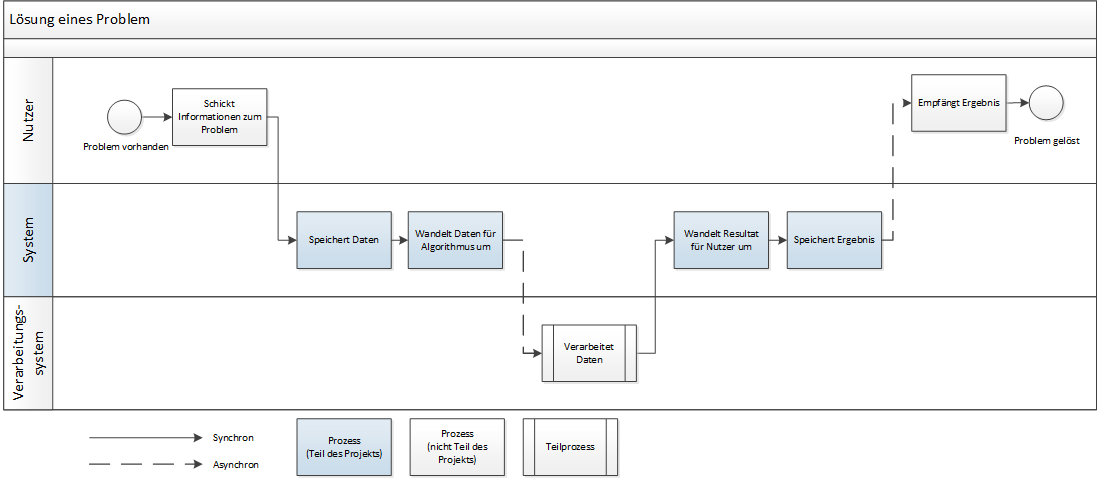 Lösung eines Problem
Nutzer
Problem vorhanden
Schickt
Informationen zum
Problem
Empfängt Ergebnis
Problem gelöst
System
Speichert Daten
Wandelt Daten für
Algorithmus um
Wandelt Resultat
für Nutzer um
Speichert Ergebnis
Verarbeitungs-
system
Verarbeitet
Daten
Synchron
Asynchron
Prozess
(Teil des Projekts)
Prozess
(nicht Teil des
Projekts)
Teilprozess